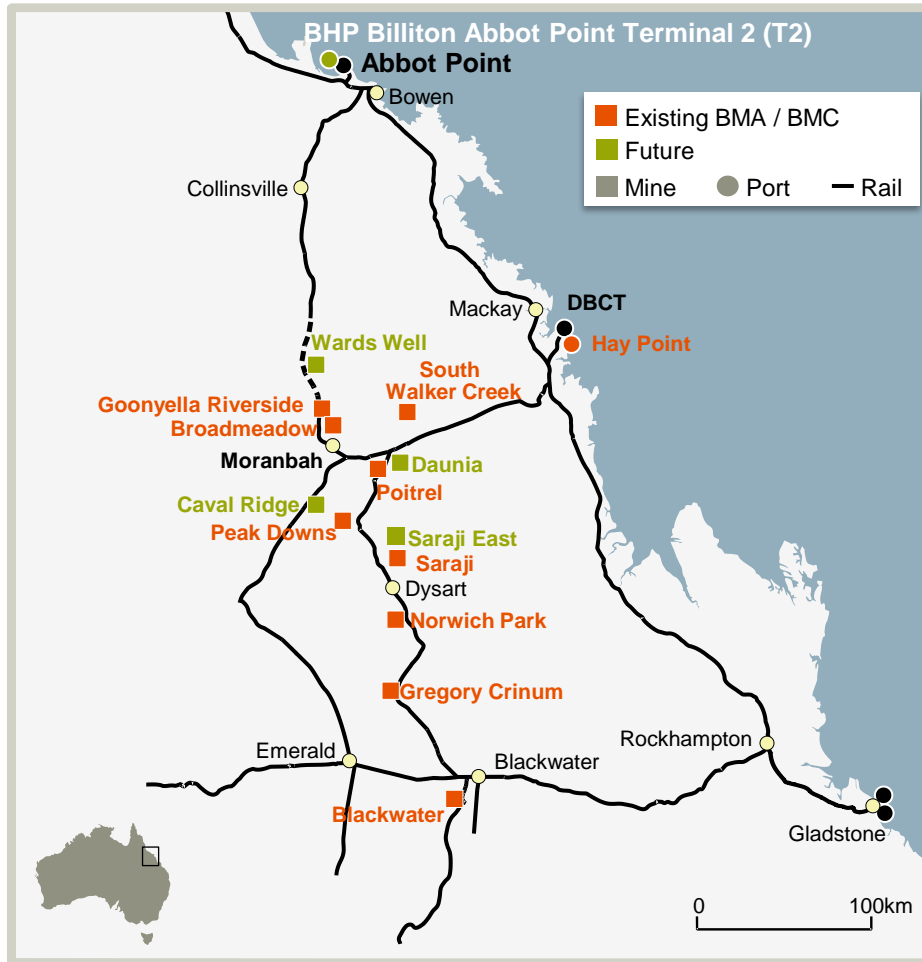 BHP Billiton Abbot Point Terminal 2 (T2)
Abbot Point
Bowen
Existing BMA / BMC
Future
Mine
Port
Rail
Collinsville
Mackay
DBCT
Hay Point
Wards Well
South
Walker Creek
Goonyella Riverside
Broadmeadow
Moranbah
Daunia
Poitrel
Caval Ridge
Peak Downs
Saraji East
Saraji
Dysart
Norwich Park
Gregory Crinum
Emerald
Blackwater
Rockhampton
Blackwater
Gladstone
0
100km